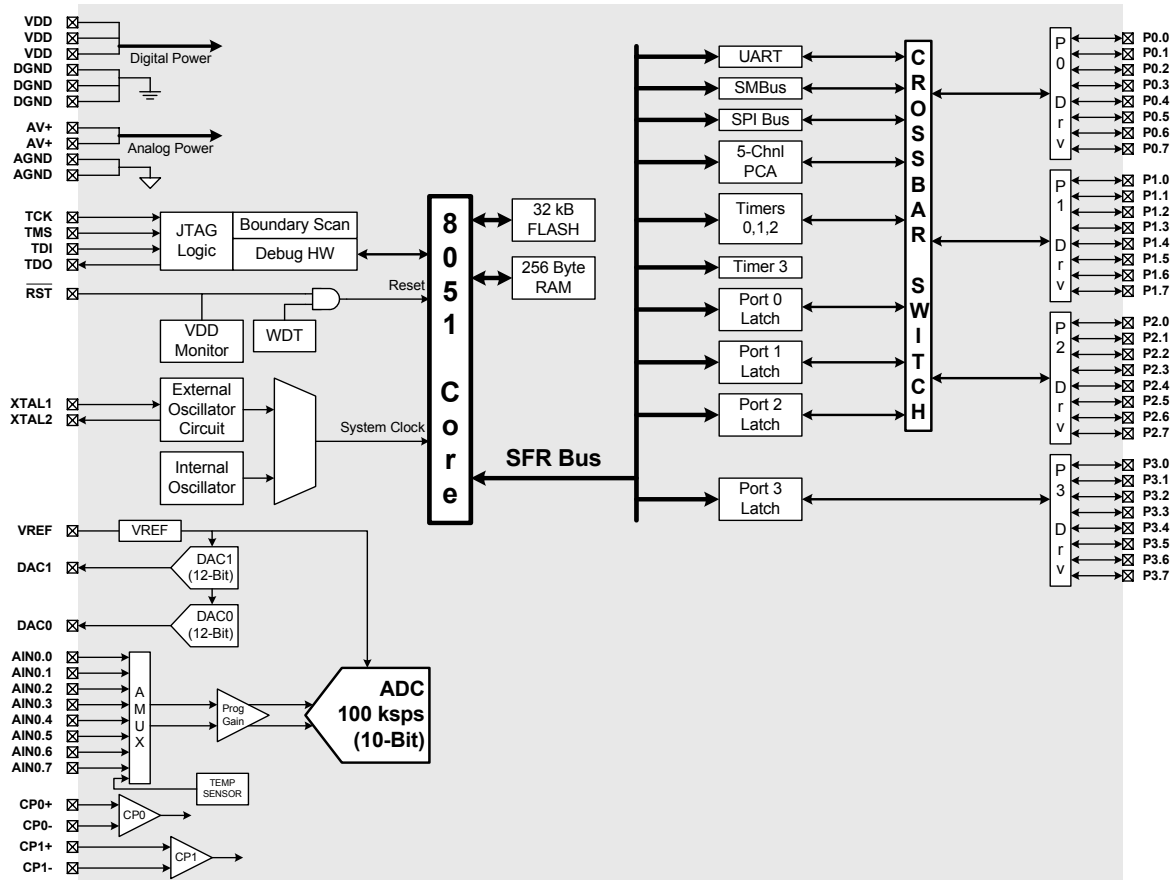 VDD
VDD
VDD
Digital Power
DGND
DGND
DGND
AV+
AV+
Analog Power
AGND
AGND
TCK
TMS
TDI
TDO
JTAG
Logic
Boundary Scan
Debug HW
RST
Reset
VDD
Monitor
WDT
XTAL1
XTAL2
External
Oscillator
Circuit
System Clock
Internal
Oscillator
8051 Core
32 kB
FLASH
256 Byte
RAM
SFR Bus
VREF
VREF
DAC1
DAC1
(12-Bit)
DAC0
DAC0
(12-Bit)
AIN0.0
AIN0.1
AIN0.2
AIN0.3
AIN0.4
AIN0.5
AIN0.6
AIN0.7
AMUX
Prog
Gain
ADC
100 ksps
(10-Bit)
TEMP
SENSOR
CP0+
CP0-
CP0
CP1+
CP1-
CP1
UART
SMBus
SPI Bus
5-Chnl
PCA
Timers
0,1,2
Timer 3
Port 0
Latch
Port 1
Latch
Port 2
Latch
Port 3
Latch
CROSSBAR SWITCH
P0 Drv
P0.0
P0.1
P0.2
P0.3
P0.4
P0.5
P0.6
P0.7
P1 Drv
P1.0
P1.1
P1.2
P1.3
P1.4
P1.5
P1.6
P1.7
P2 Drv
P2.0
P2.1
P2.2
P2.3
P2.4
P2.5
P2.6
P2.7
P3 Drv
P3.0
P3.1
P3.2
P3.3
P3.4
P3.5
P3.6
P3.7